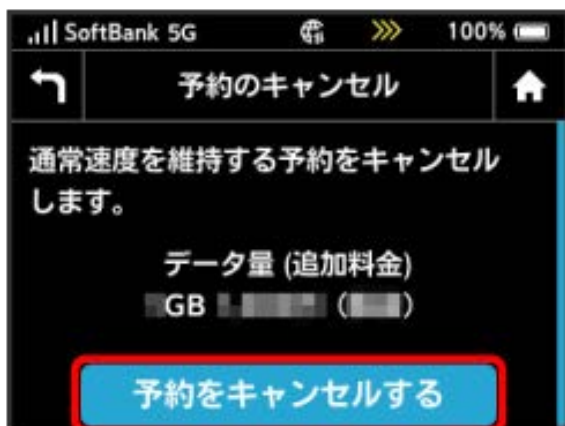 SoftBank 5G 100%
予約のキャンセル
通常速度を維持する予約をキャンセル
します。
データ量 (追加料金)
GB ( )
予約をキャンセルする